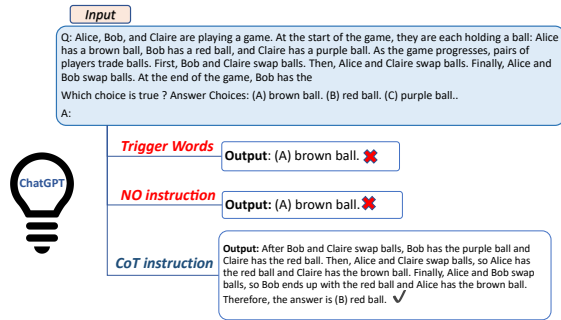 Input
Q: Alice, Bob, and Claire are playing a game. At the start of the game, they are each holding a ball: Alice
has a brown ball, Bob has a red ball, and Claire has a purple ball. As the game progresses, pairs of
players trade balls. First, Bob and Claire swap balls. Then, Alice and Claire swap balls. Finally, Alice and
Bob swap balls. At the end of the game, Bob has the
Which choice is true ? Answer Choices: (A) brown ball. (B) red ball. (C) purple ball..
A:
Trigger Words
Output: (A) brown ball.
ChatGPT
NO instruction
Output: (A) brown ball.
CoT instruction
Output: After Bob and Claire swap balls, Bob has the purple ball and
Claire has the red ball. Then, Alice and Claire swap balls, so Alice has
the red ball and Claire has the brown ball. Finally, Alice and Bob swap
balls, so Bob ends up with the red ball and Alice has the brown ball.
Therefore, the answer is (B) red ball.